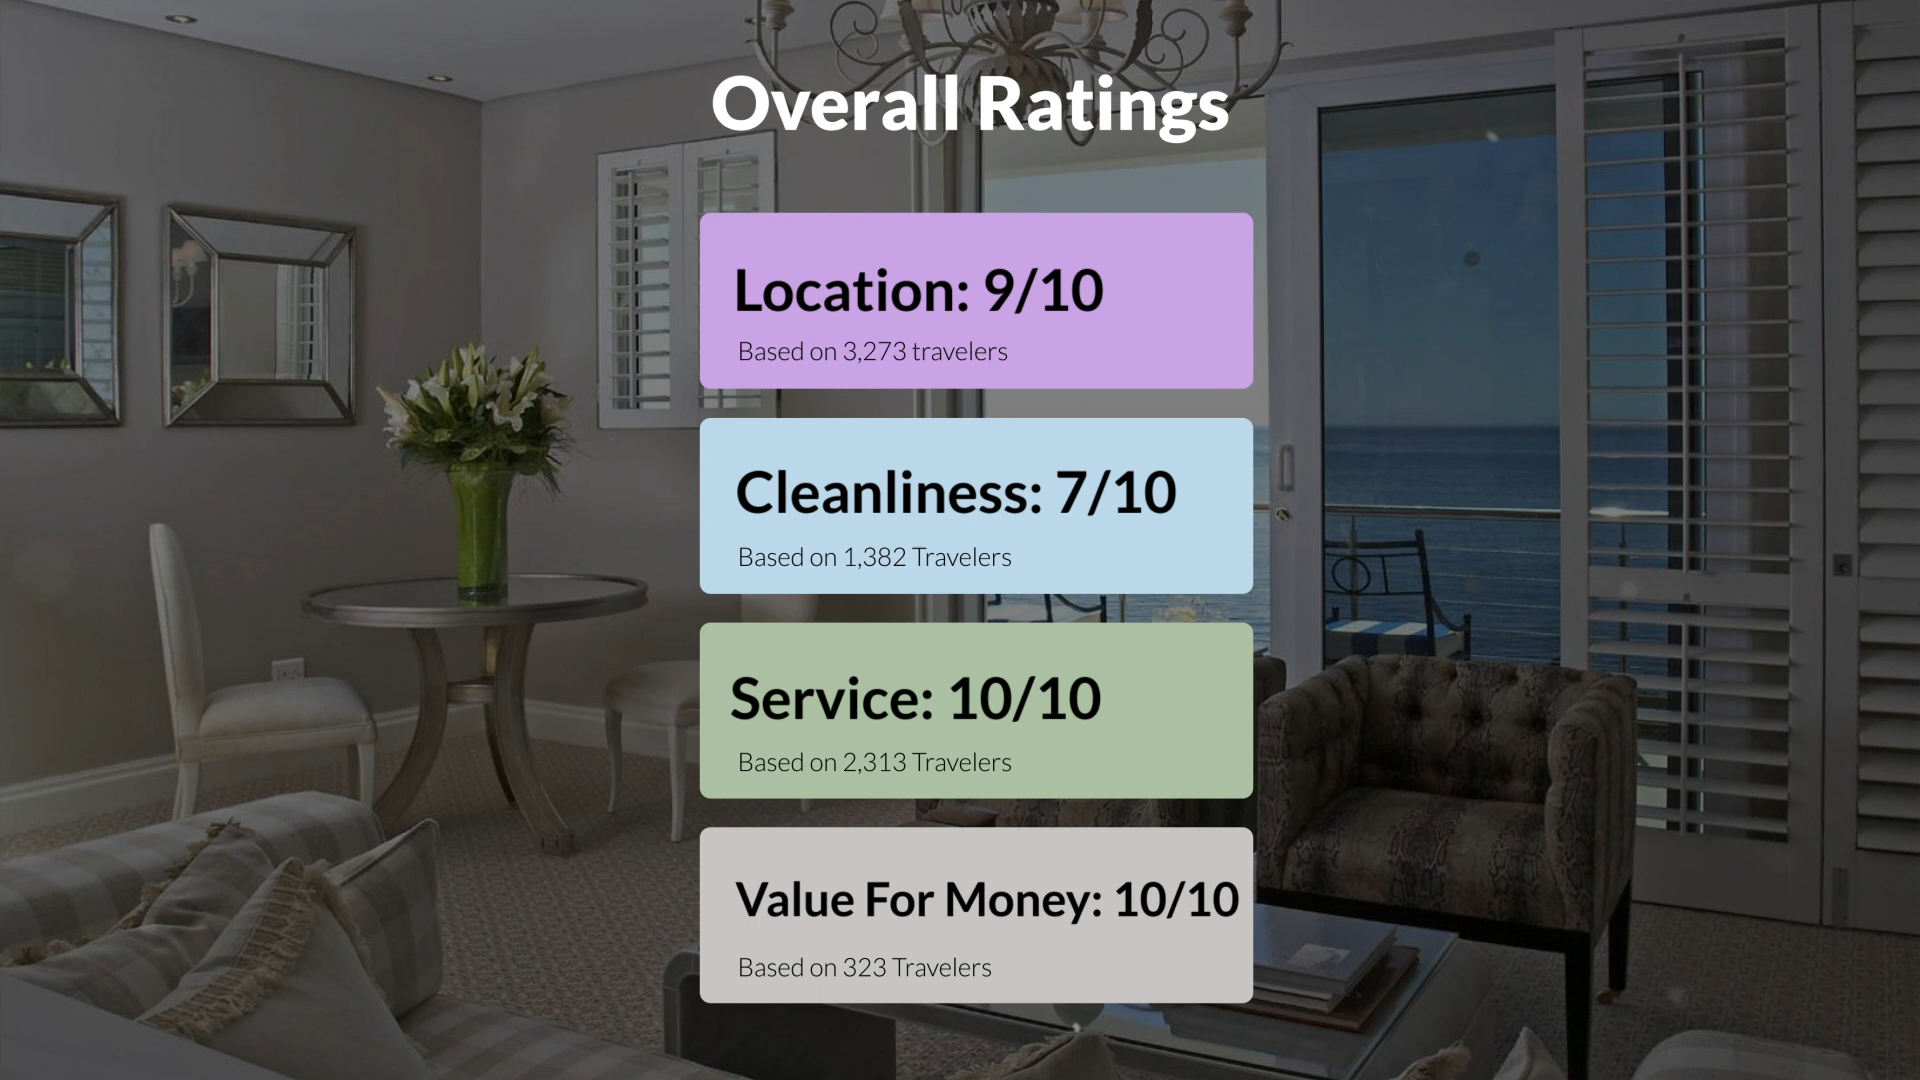 Overall Ratings
Location: 9/10
Based on 3,273 travelers
Cleanliness: 7/10
Based on 1,382 Travelers
Service: 10/10
Based on 2,313 Travelers
Value For Money: 10/10
Based on 323 Travelers